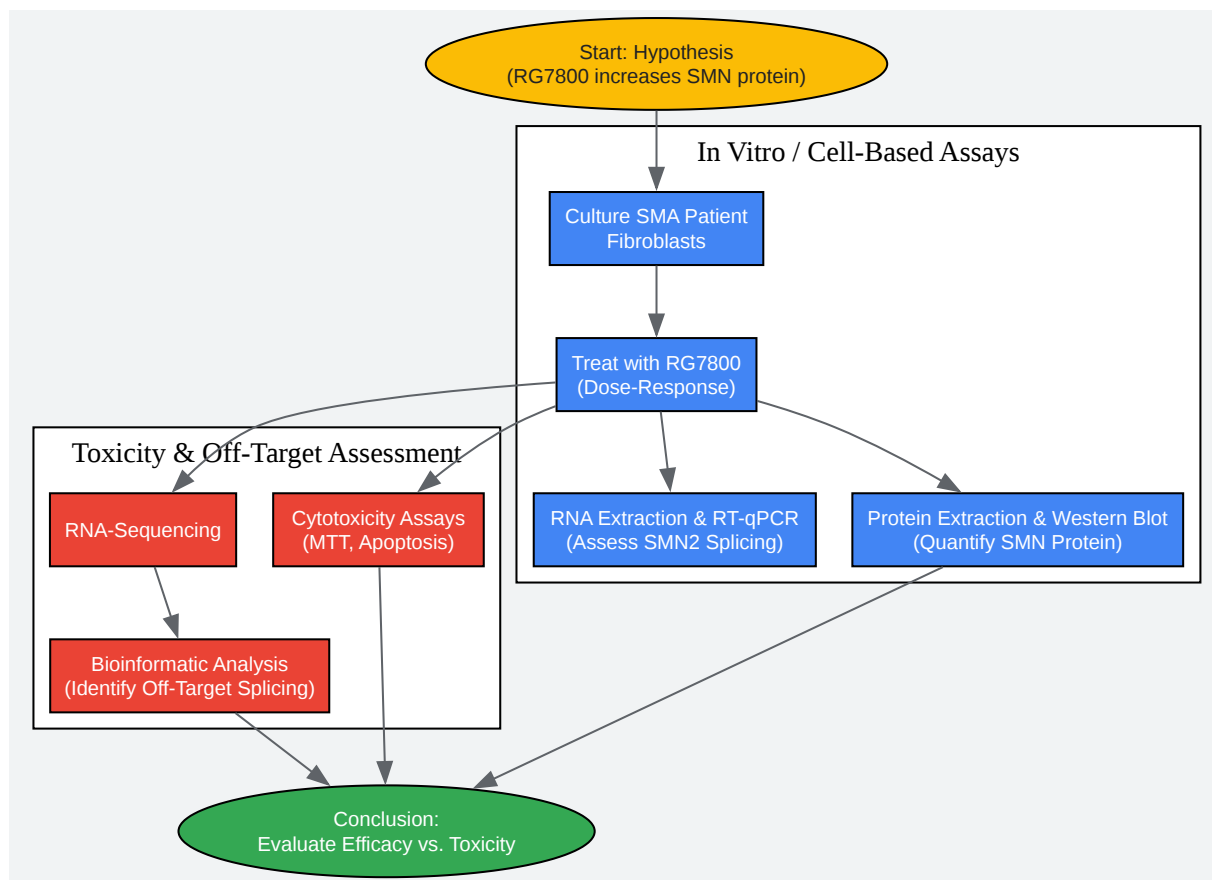 Start: Hypothesis
(RG7800 increases SMN protein)
In Vitro / Cell-Based Assays
Culture SMA Patient
Fibroblasts
Treat with RG7800
(Dose-Response)
Toxicity & Off-Target Assessment
RNA-Sequencing
Cytotoxicity Assays
(MTT, Apoptosis)
RNA Extraction & RT-qPCR
(Assess SMN2 Splicing)
Protein Extraction & Western Blot
(Quantify SMN Protein)
Bioinformatic Analysis
(Identify Off-Target Splicing)
Conclusion:
Evaluate Efficacy vs. Toxicity